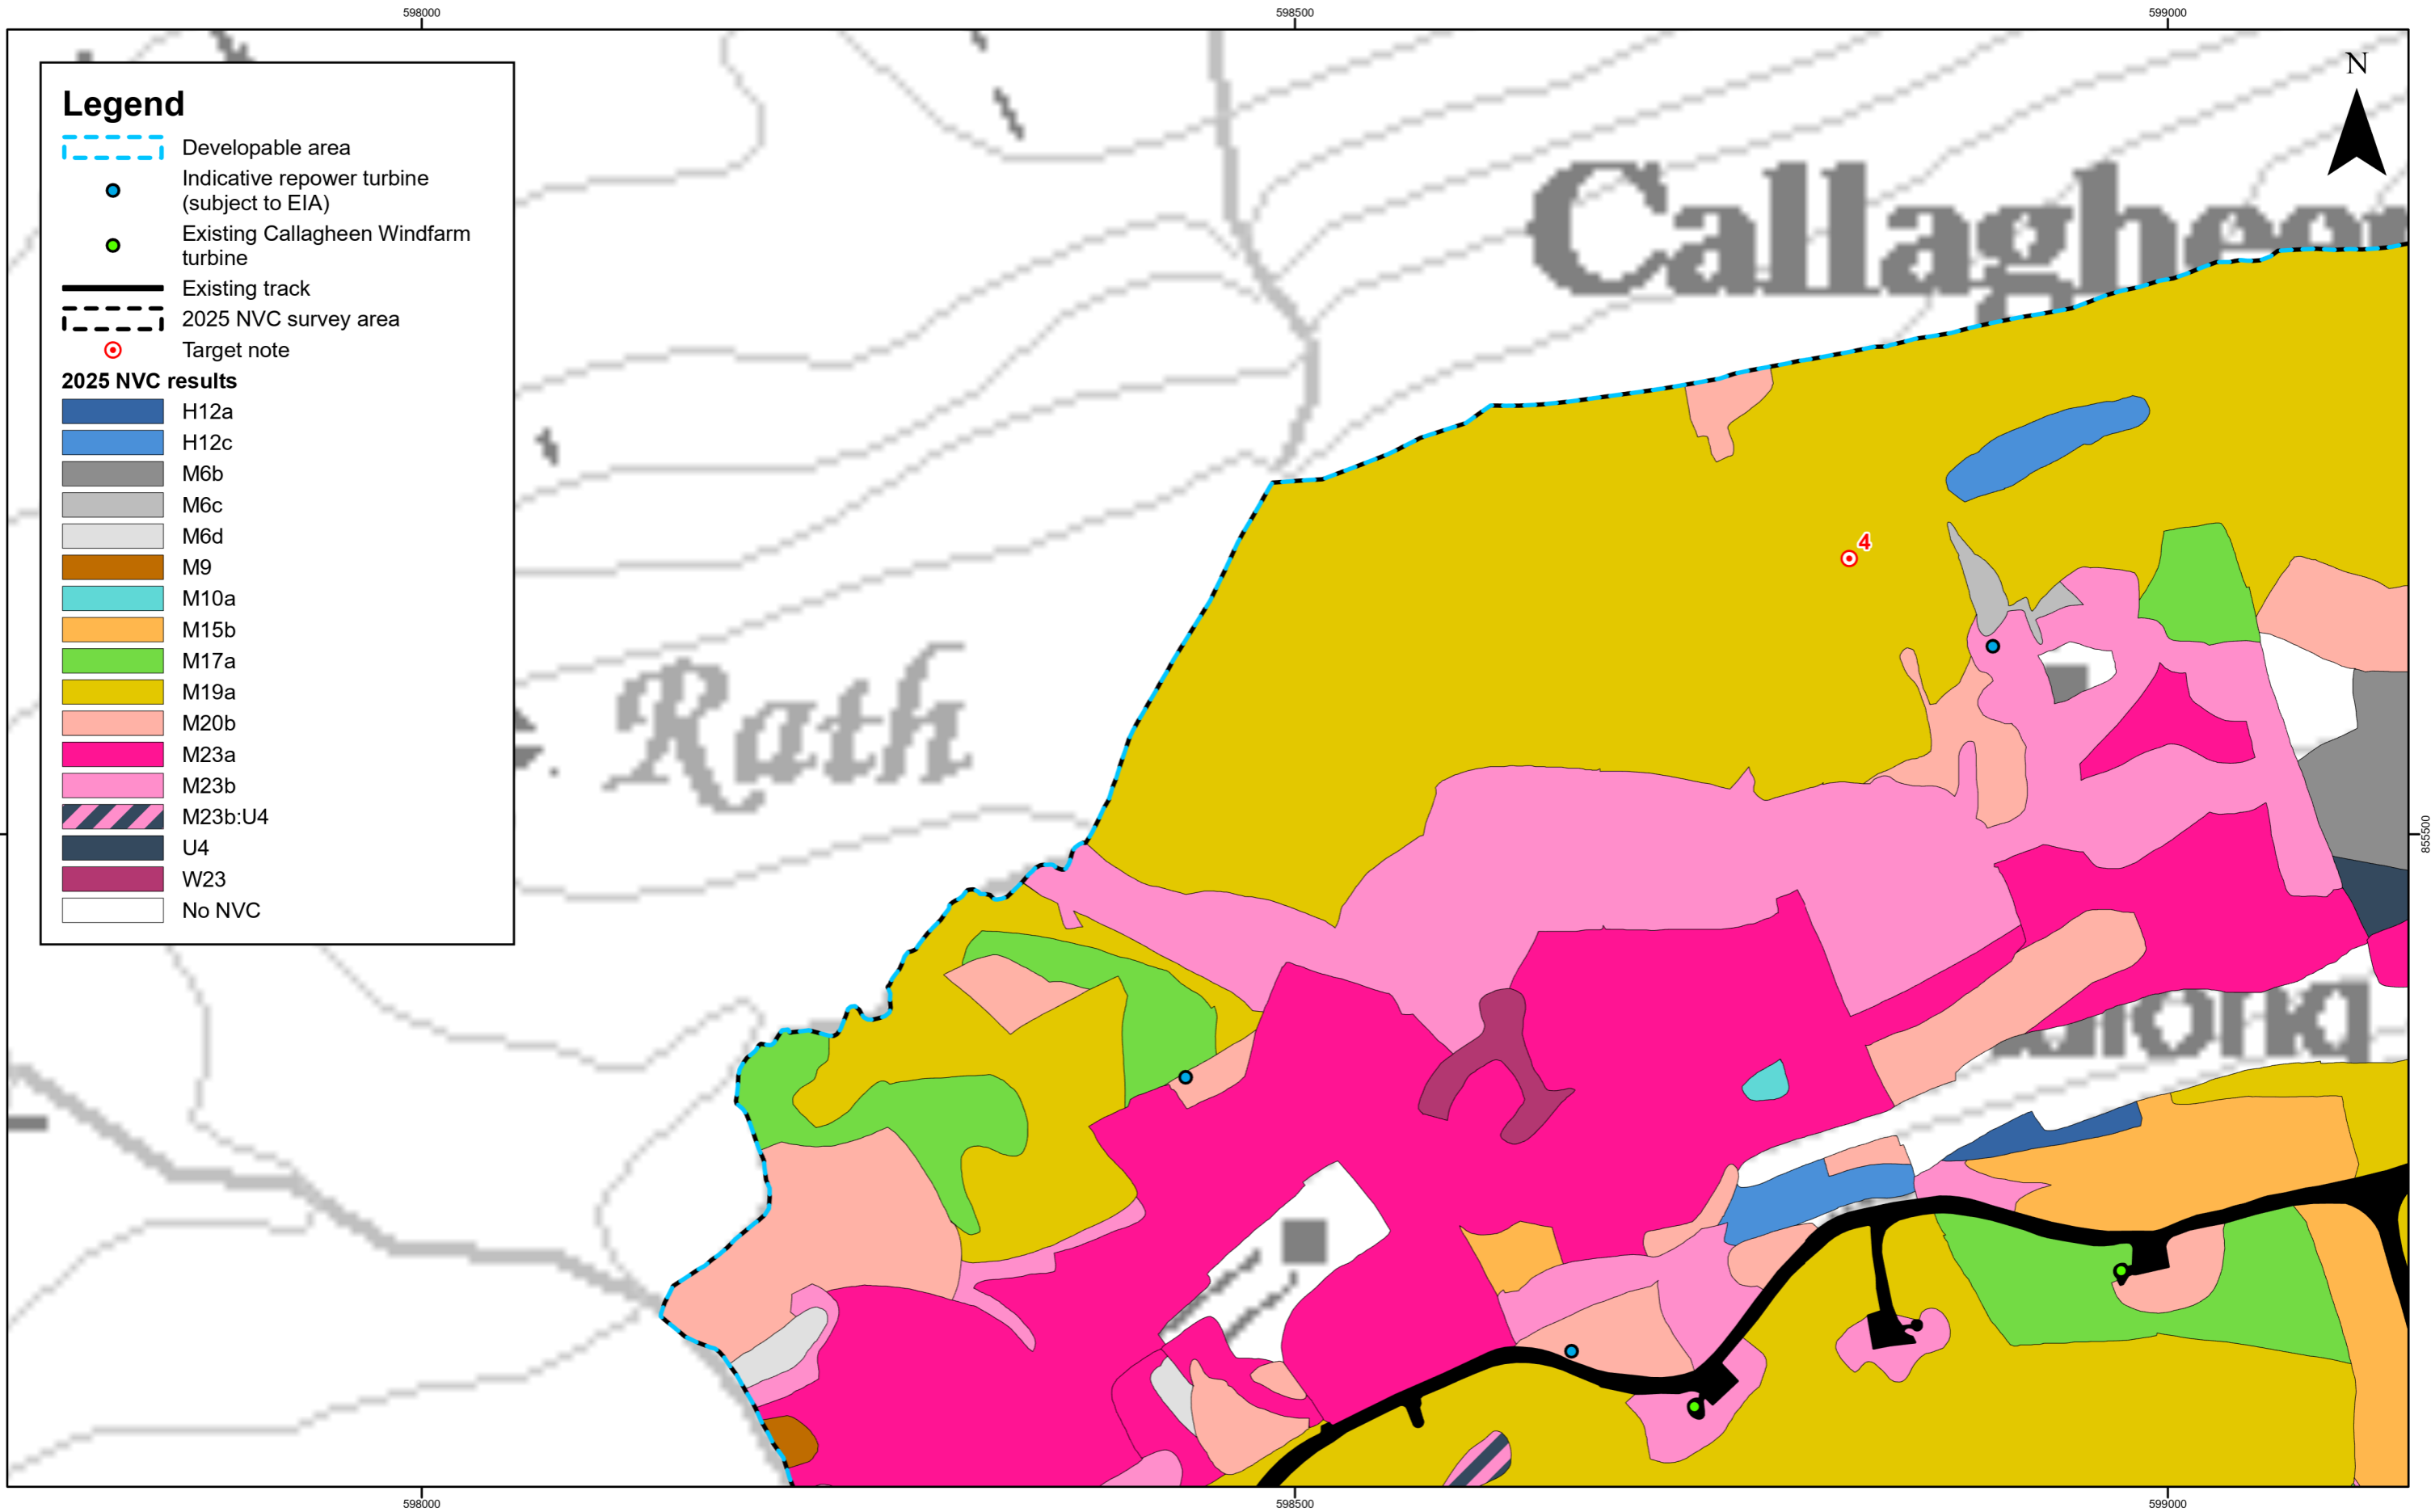 598000
598500
599000
N
Legend
Developable area
Indicative repower turbine
(subject to EIA)
Existing Callagheen Windfarm
turbine
Existing track
2025 NVC survey area
Target note
2025 NVC results
H12a
H12c
M6b
M6c
M6d
M9
M10a
M15b
M17a
M19a
M20b
M23a
M23b
M23b:U4
U4
W23
No NVC
4
Rath
855500
598000
598500
599000